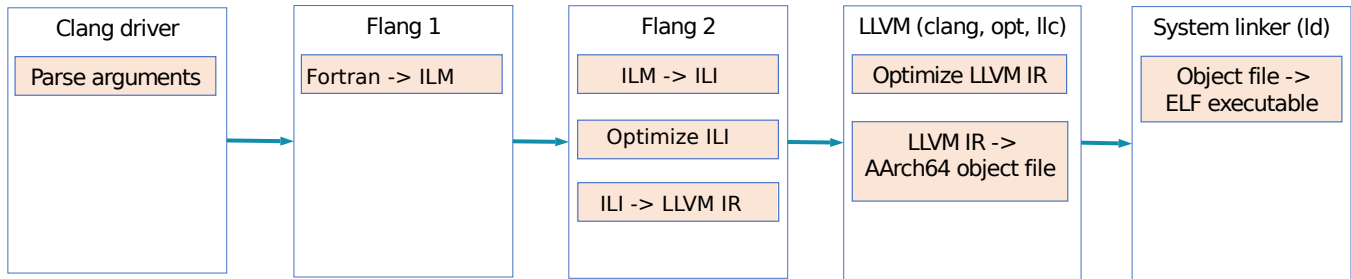 Clang driver
Parse arguments
Flang 1
Fortran -> ILM
Flang 2
ILM -> ILI
Optimize ILI
ILI -> LLVM IR
LLVM (clang, opt, llc)
Optimize LLVM IR
LLVM IR ->
AArch64 object file
System linker (ld)
Object file ->
ELF executable